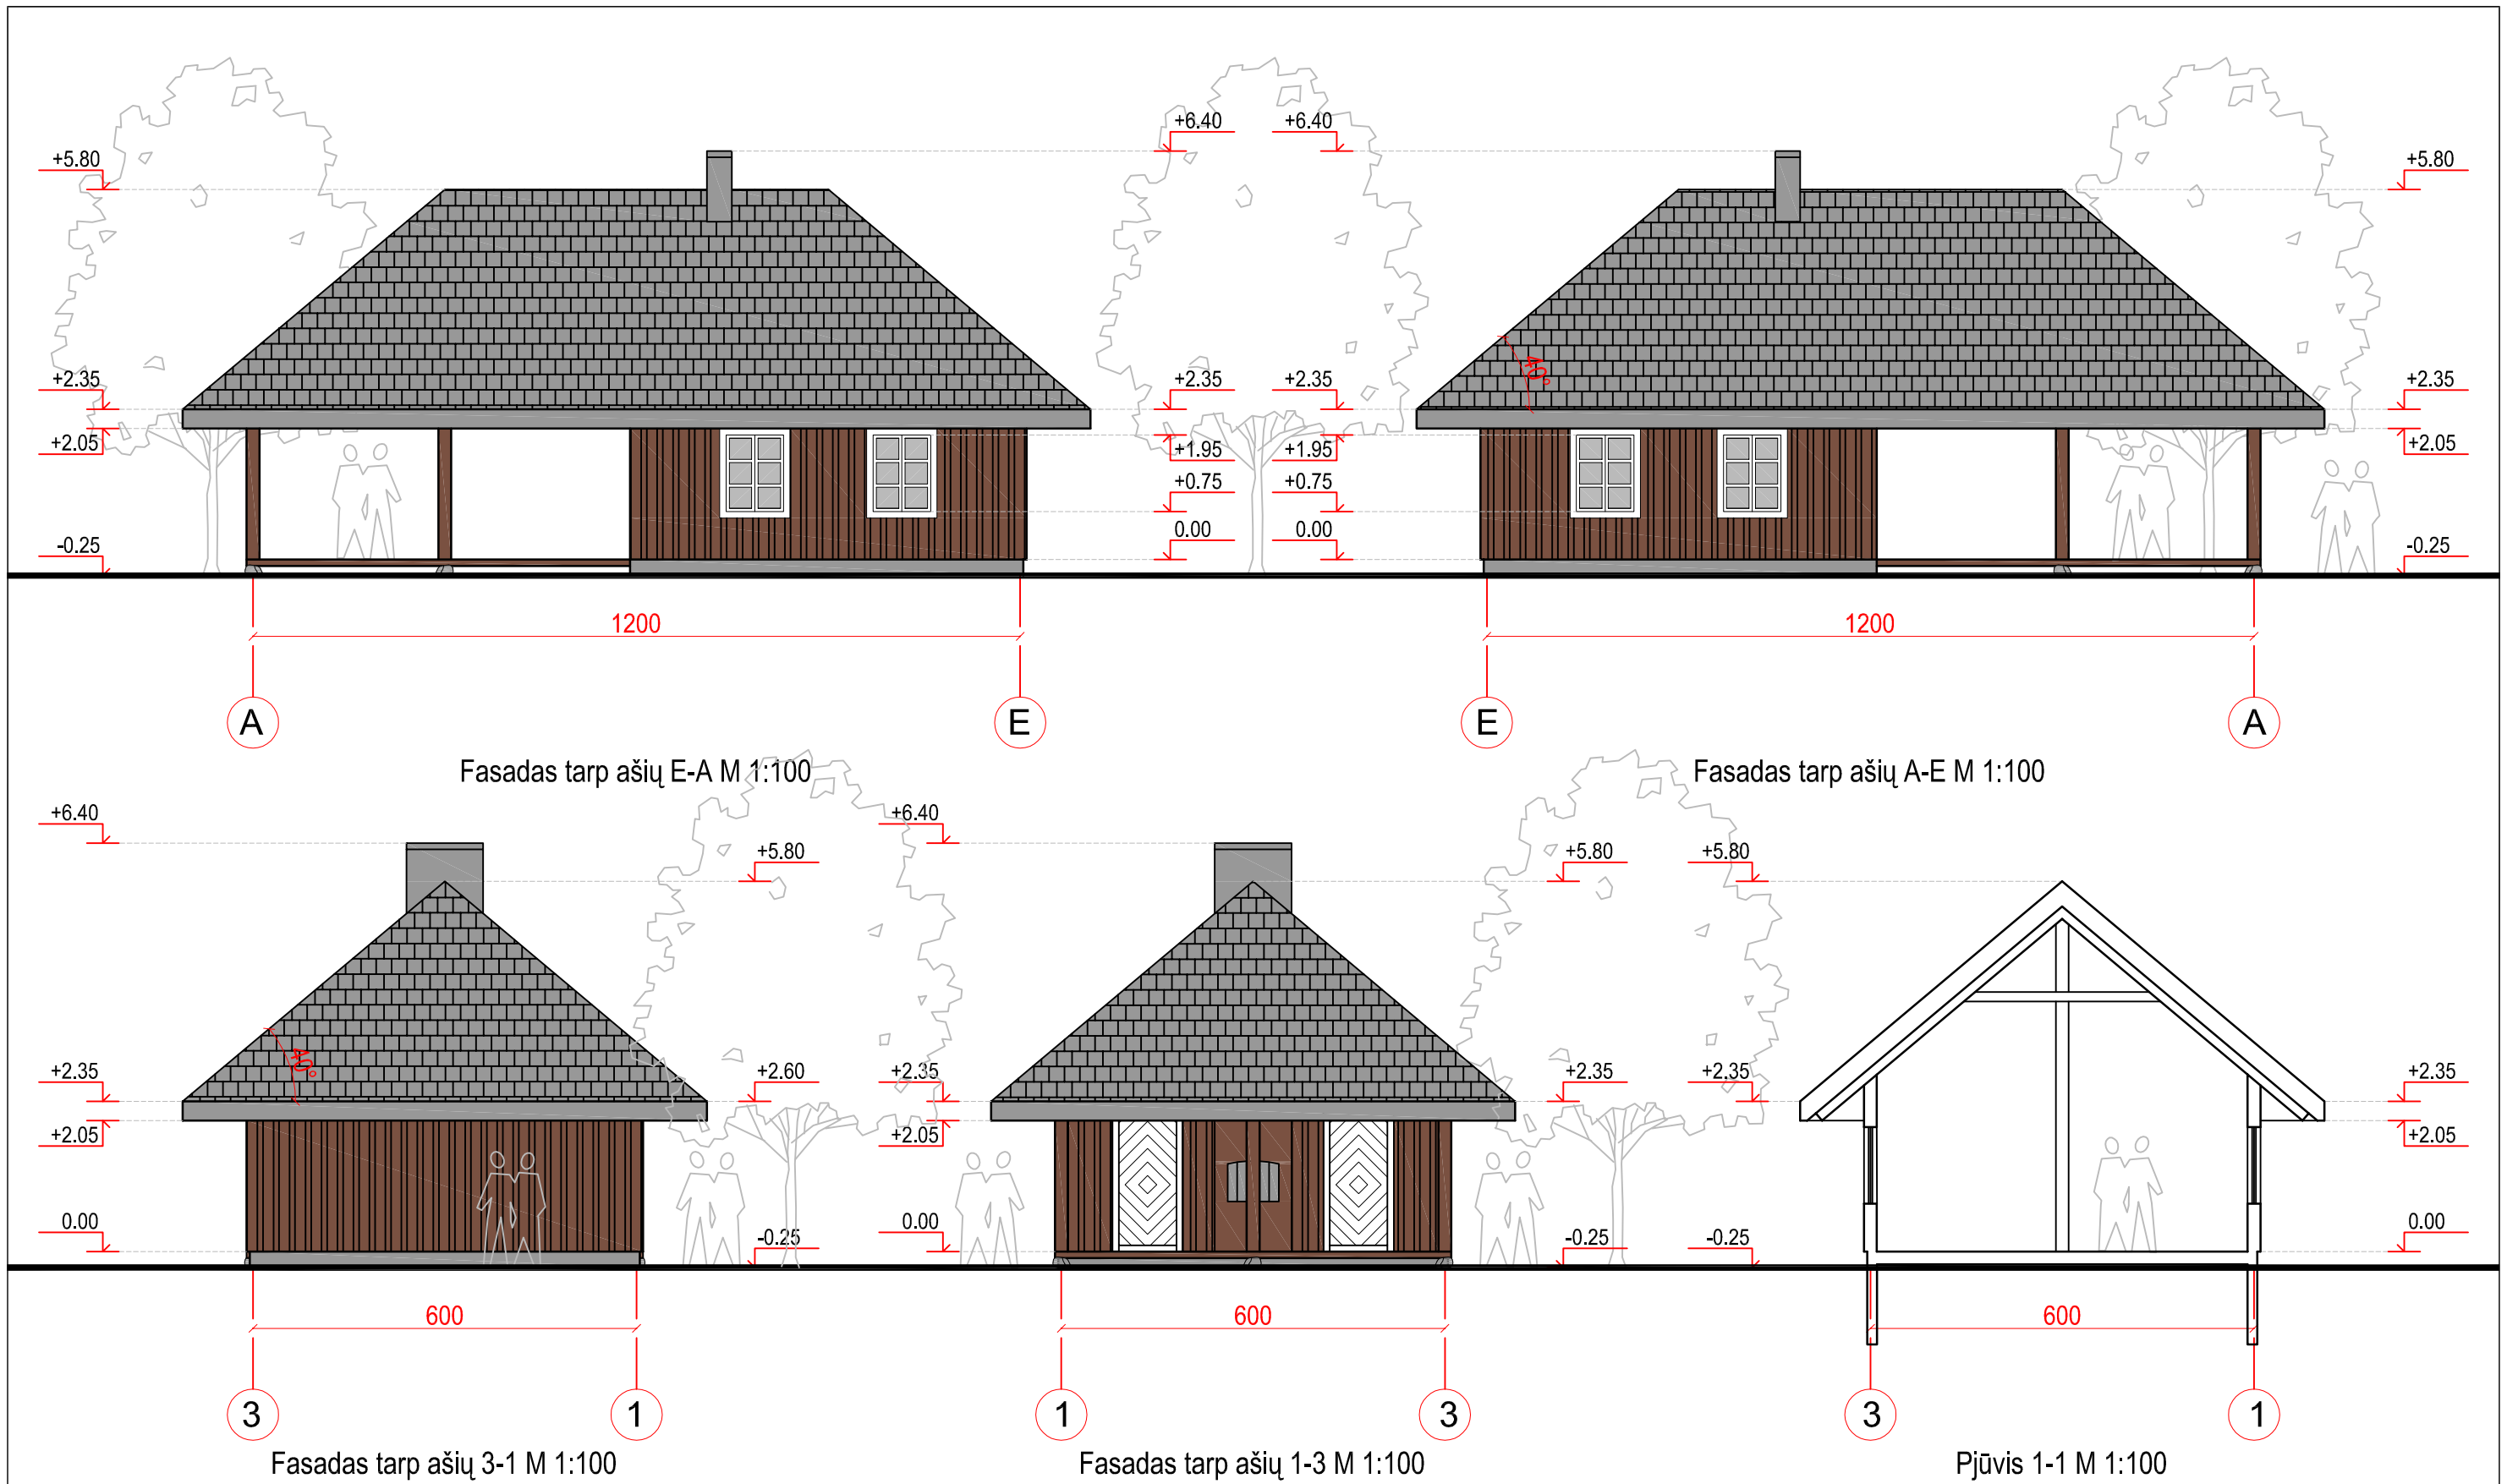 +6.40 +6.40
+5.80 +5.80
+2.35 +2.35 +2.35 +2.35
40°
+2.05 +1.95 +1.95 +2.05
+0.75 +0.75
-0.25 0.00 0.00 -0.25
1200 1200
A E E A
Fasadas tarp ašių E-A M 1:100 Fasadas tarp ašių A-E M 1:100
+6.40 +6.40
+5.80 +5.80 +5.80
40°
+2.35 +2.60 +2.35 +2.35 +2.35 +2.35
+2.05 +2.05 +2.05
0.00 -0.25 0.00 -0.25 -0.25 0.00
600 600 600
3 1 1 3 3 1
Fasadas tarp ašių 3-1 M 1:100 Fasadas tarp ašių 1-3 M 1:100 Pjūvis 1-1 M 1:100